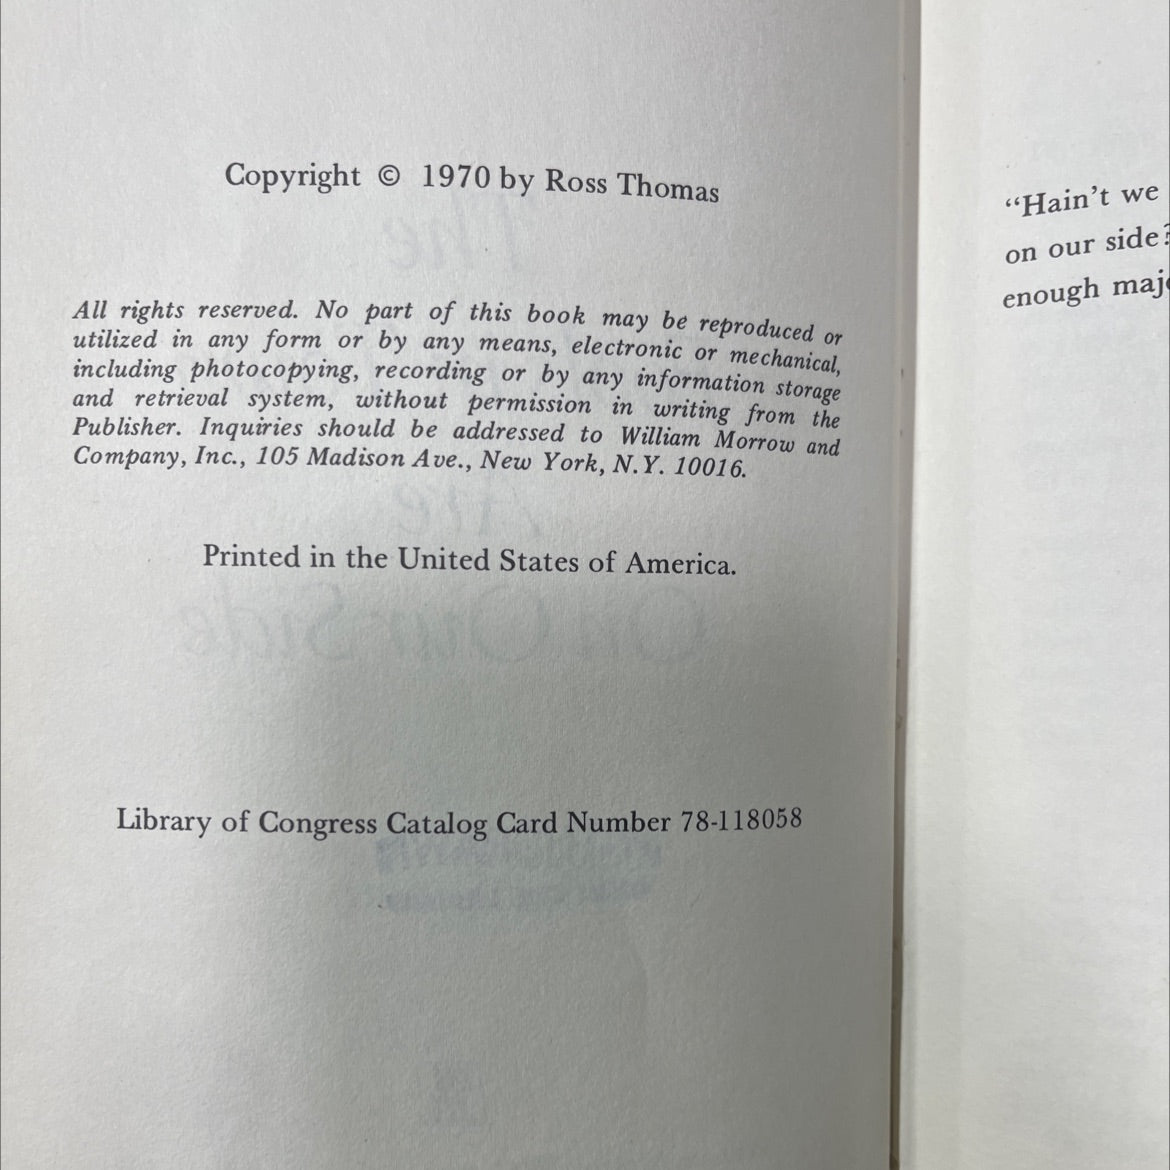 Copyright © 1970 by Ross Thomas
All rights reserved. No part of this book may be reproduced or
utilized in any form or by any means, electronic or mechanical,
including photocopying, recording or by any information storage
and retrieval system, without permission in writing from the
Publisher. Inquiries should be addressed to William Morrow and
Company, Inc., 105 Madison Ave., New York, N.Y. 10016.
Printed in the United States of America.
Library of Congress Catalog Card Number 78-118058
“Hain’t we
on our side?
enough